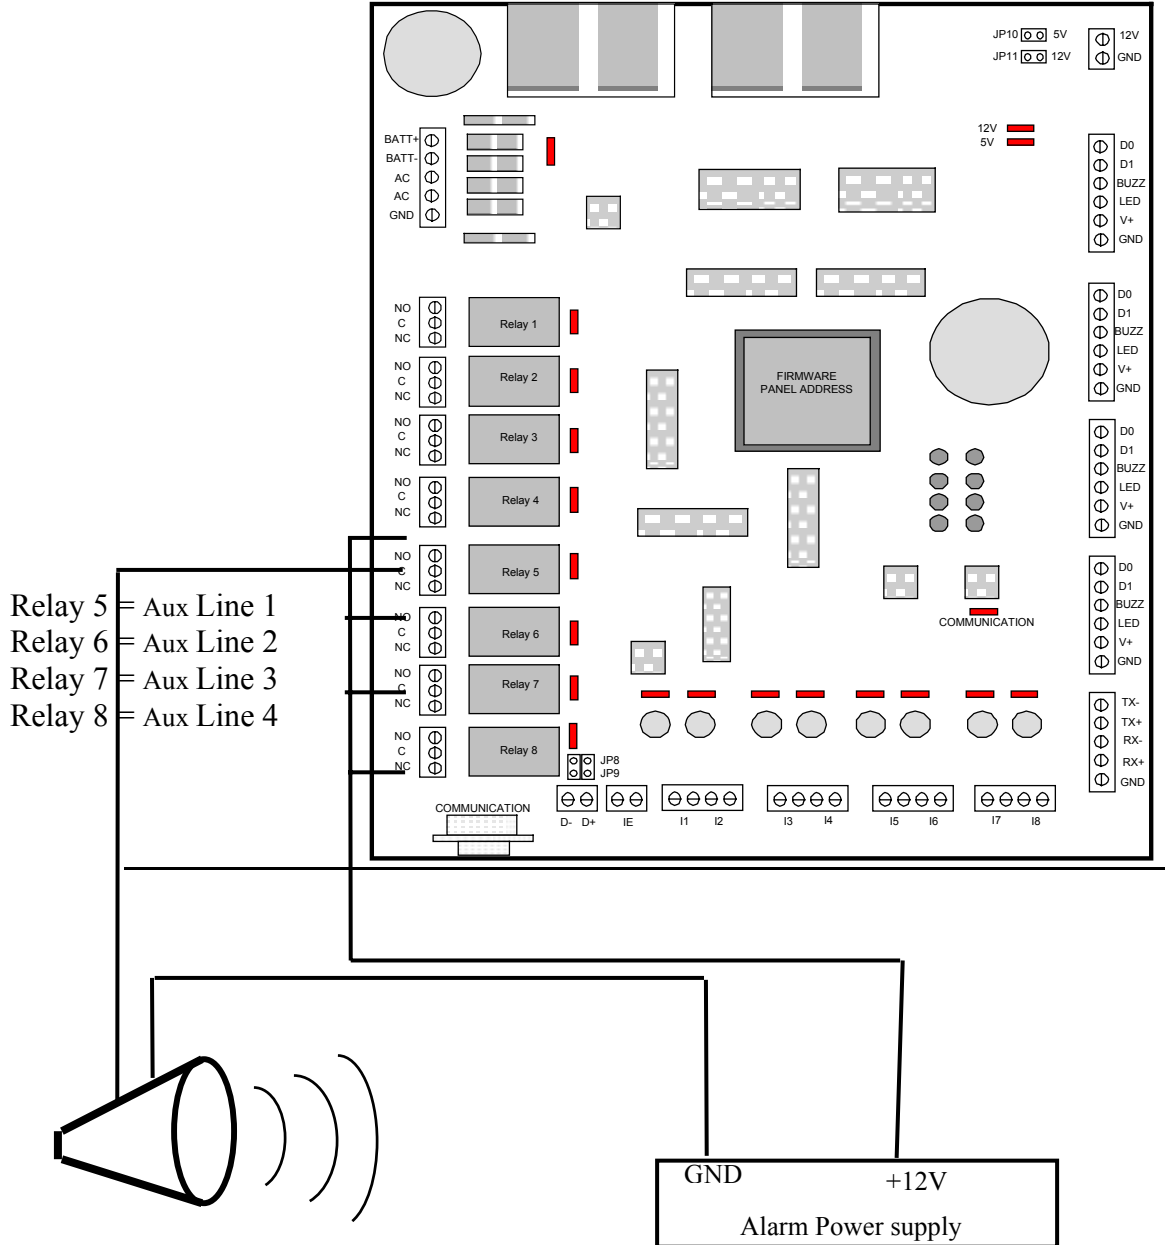 JP10 5V
JP11 12V
12V
GND
12V
5V
BATT+
BATT-
AC
AC
GND
D0
D1
BUZZ
LED
V+
GND
NO
C
NC
Relay 1
NO
C
NC
Relay 2
NO
C
NC
Relay 3
NO
C
NC
Relay 4
NO
C
NC
Relay 5
NO
C
NC
Relay 6
NO
C
NC
Relay 7
NO
C
NC
Relay 8
FIRMWARE
PANEL ADDRESS
D0
D1
BUZZ
LED
V+
GND
D0
D1
BUZZ
LED
V+
GND
D0
D1
BUZZ
LED
V+
GND
COMMUNICATION
TX-
TX+
RX-
RX+
GND
Relay 5 = Aux Line 1
Relay 6 = Aux Line 2
Relay 7 = Aux Line 3
Relay 8 = Aux Line 4
JP8
JP9
COMMUNICATION
D- D+ IE I1 I2 I3 I4 I5 I6 I7 I8
GND +12V
Alarm Power supply